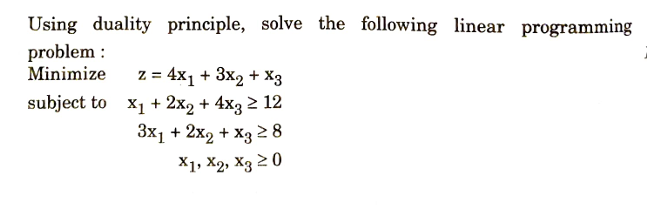 Using duality principle, solve the following linear programming
problem :
Minimize z = 4x₁ + 3x₂ + x₃
subject to x₁ + 2x₂ + 4x₃ ≥ 12
3x₁ + 2x₂ + x₃ ≥ 8
x₁, x₂, x₃ ≥ 0